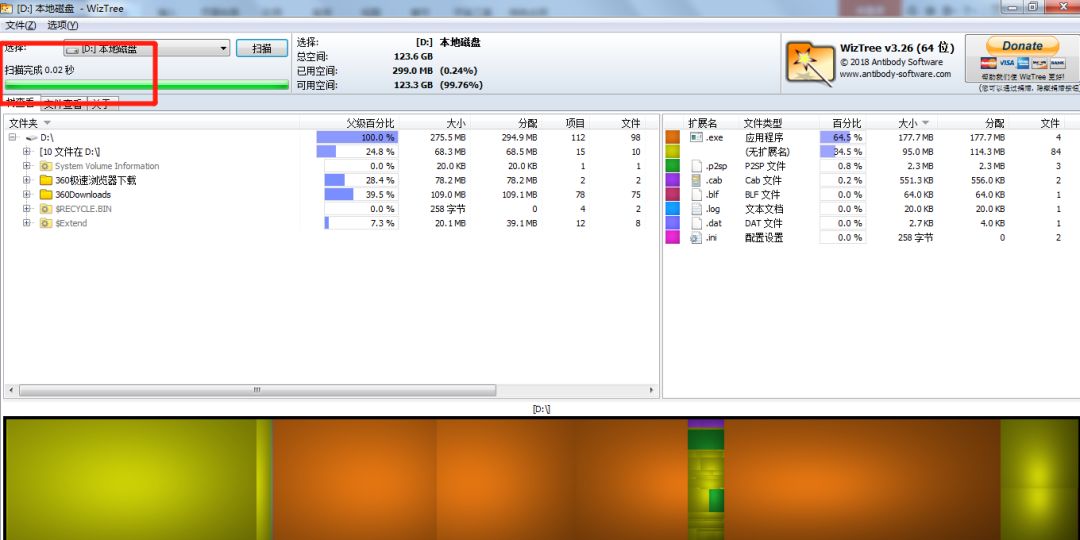 [D:] 本地磁盘 - WizTree
文件(Z) 选项(Y)
选择: [D:] 本地磁盘 扫描
扫描完成 0.02 秒
选择: [D:] 本地磁盘
总空间: 123.6 GB
已用空间: 299.0 MB (0.24%)
可用空间: 123.3 GB (99.76%)
WizTree v3.26 (64 位)
© 2018 Antibody Software
www.antibody-software.com
Donate
VISA
BANK
帮助我们使 WizTree 更好!
(您可以通过捐赠, 隐藏捐赠按钮)
树查看 文件查看 关于
文件夹 父级百分比 大小 分配 项目 文件
D:\ 100.0 % 275.5 MB 294.9 MB 112 98
[10 文件在 D:\] 24.8 % 68.3 MB 68.5 MB 15 10
System Volume Information 0.0 % 20.0 KB 20.0 KB 1 1
360极速浏览器下载 28.4 % 78.2 MB 78.2 MB 2 2
360Downloads 39.5 % 109.0 MB 109.1 MB 78 75
$RECYCLE.BIN 0.0 % 258 字节 0 4 2
$Extend 7.3 % 20.1 MB 39.1 MB 12 8
扩展名 文件类型 百分比 大小 分配 文件
.exe 应用程序 64.5 % 177.7 MB 177.7 MB 4
(无扩展名) 34.5 % 95.0 MB 114.3 MB 84
.p2sp P2SP 文件 0.8 % 2.3 MB 2.3 MB 3
.cab Cab 文件 0.2 % 551.3 KB 556.0 KB 2
.blf BLF 文件 0.0 % 64.0 KB 64.0 KB 1
.log 文本文档 0.0 % 20.0 KB 20.0 KB 1
.dat DAT 文件 0.0 % 2.7 KB 4.0 KB 1
.ini 配置设置 0.0 % 258 字节 0 2
[D:\]